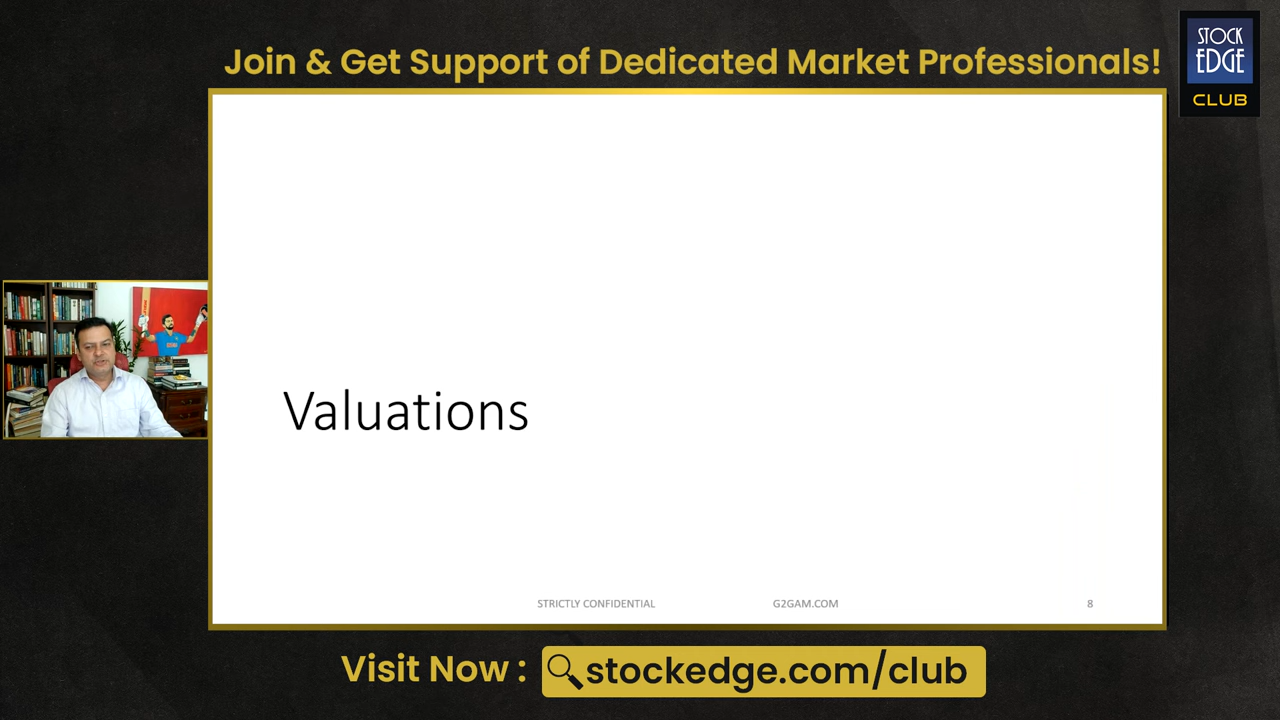 Join & Get Support of Dedicated Market Professionals!
STOCK
EDGE
CLUB
Valuations
STRICTLY CONFIDENTIAL
G2GAM.COM
8
Visit Now :
stockedge.com/club